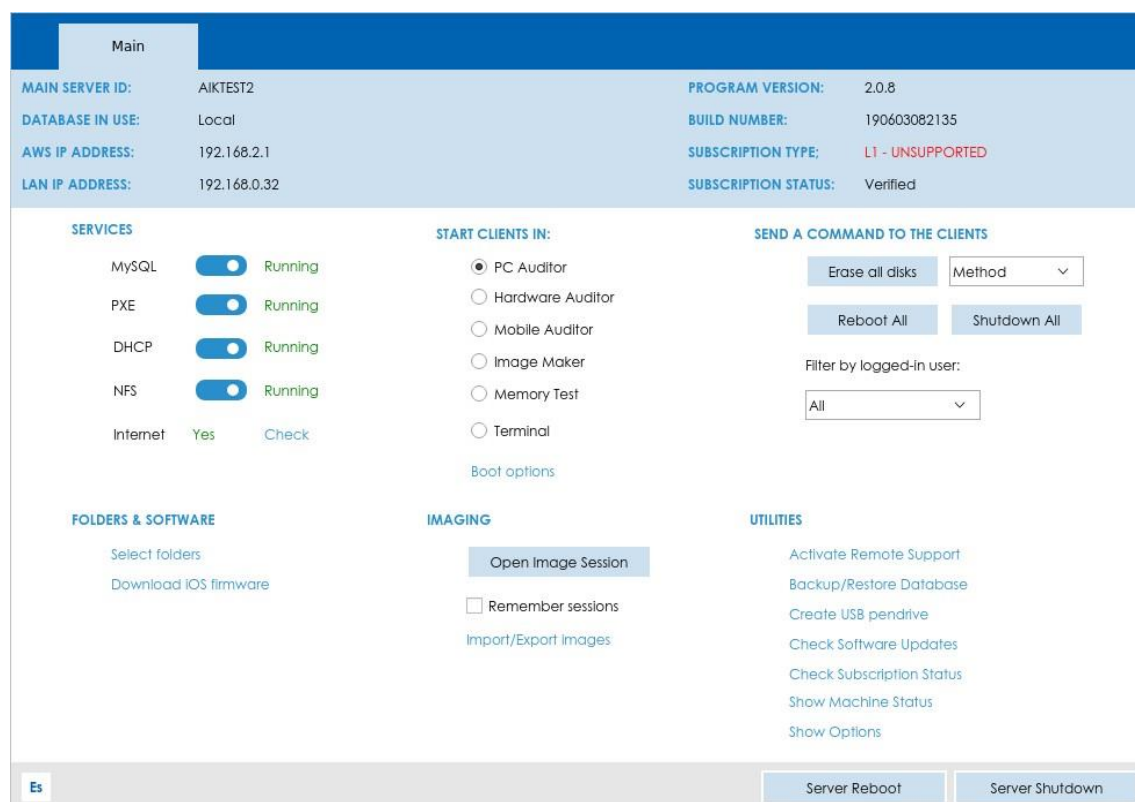 Main
MAIN SERVER ID: AIKTEST2
DATABASE IN USE: Local
AWS IP ADDRESS: 192.168.2.1
LAN IP ADDRESS: 192.168.0.32
PROGRAM VERSION: 2.0.8
BUILD NUMBER: 190603082135
SUBSCRIPTION TYPE; L1 - UNSUPPORTED
SUBSCRIPTION STATUS: Verified
SERVICES
MySQL Running
PXE Running
DHCP Running
NFS Running
Internet Yes Check
START CLIENTS IN:
PC Auditor
Hardware Auditor
Mobile Auditor
Image Maker
Memory Test
Terminal
Boot options
SEND A COMMAND TO THE CLIENTS
Erase all disks Method
Reboot All Shutdown All
Filter by logged-in user:
All
FOLDERS & SOFTWARE
Select folders
Download iOS firmware
IMAGING
Open Image Session
Remember sessions
Import/Export images
UTILITIES
Activate Remote Support
Backup/Restore Database
Create USB pendrive
Check Software Updates
Check Subscription Status
Show Machine Status
Show Options
Es Server Reboot Server Shutdown